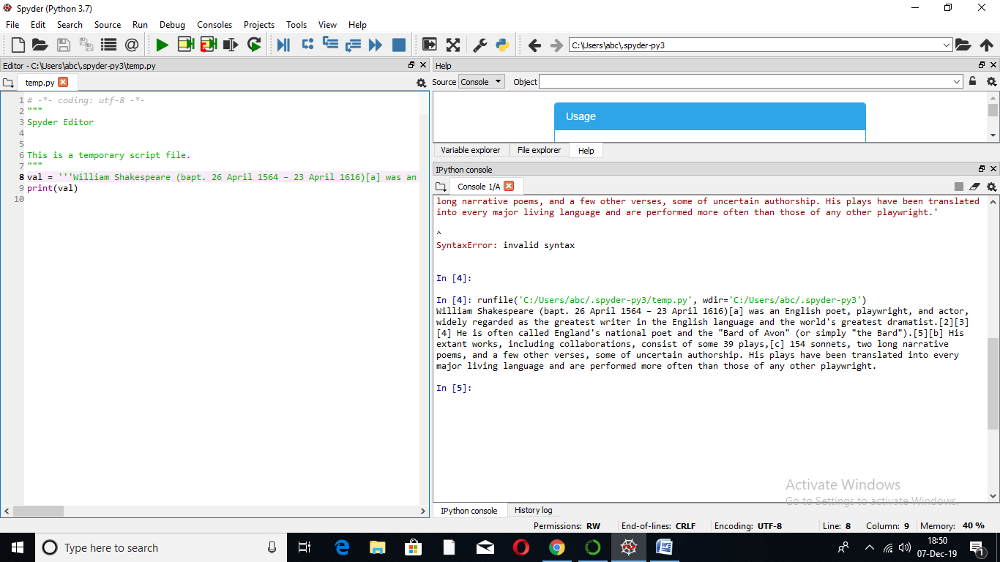 Spyder (Python 3.7)
File Edit Search Source Run Debug Consoles Projects Tools View Help
C:\Users\abc\.spyder-py3
Editor - C:\Users\abc\.spyder-py3\temp.py
temp.py
1 # -*- coding: utf-8 -*-
2 """
3 Spyder Editor
4
5
6 This is a temporary script file.
7 """
8 val = '''William Shakespeare (bapt. 26 April 1564 – 23 April 1616)[a] was an
9 print(val)
10
Help
Source Console Object
Usage
Variable explorer File explorer Help
IPython console
Console 1/A
long narrative poems, and a few other verses, some of uncertain authorship. His plays have been translated
into every major living language and are performed more often than those of any other playwright.'
^
SyntaxError: invalid syntax
In [4]:
In [4]: runfile('C:/Users/abc/.spyder-py3/temp.py', wdir='C:/Users/abc/.spyder-py3')
William Shakespeare (bapt. 26 April 1564 – 23 April 1616)[a] was an English poet, playwright, and actor,
widely regarded as the greatest writer in the English language and the world's greatest dramatist.[2][3]
[4] He is often called England's national poet and the "Bard of Avon" (or simply "the Bard").[5][b] His
extant works, including collaborations, consist of some 39 plays,[c] 154 sonnets, two long narrative
poems, and a few other verses, some of uncertain authorship. His plays have been translated into every
major living language and are performed more often than those of any other playwright.
In [5]:
Activate Windows
Go to Settings to activate Windows.
IPython console History log
Permissions: RW End-of-lines: CRLF Encoding: UTF-8 Line: 8 Column: 9 Memory: 40 %
Type here to search
18:50
07-Dec-19
1